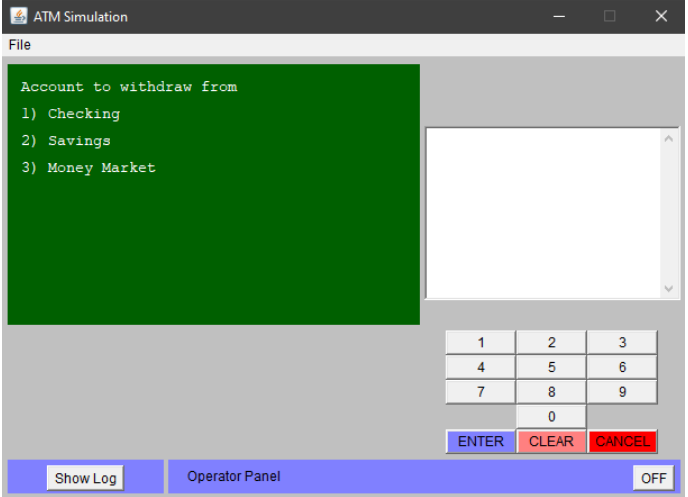 ATM Simulation
File
Account to withdraw from
1) Checking
2) Savings
3) Money Market
1 2 3
4 5 6
7 8 9
0
ENTER CLEAR CANCEL
Show Log Operator Panel OFF